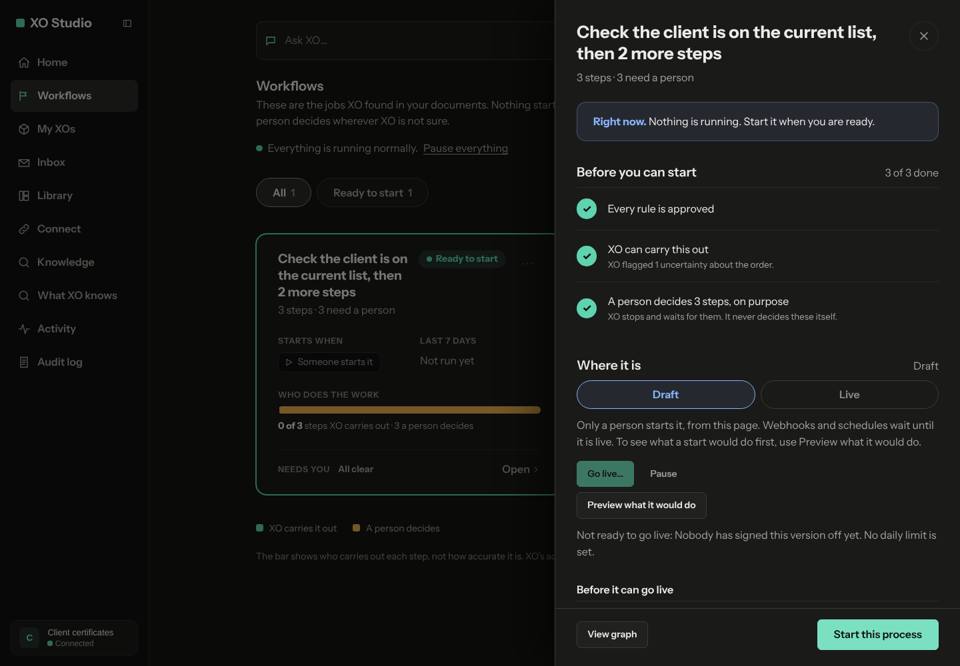 XO Studio
Home
Workflows
My XOs
Inbox
Library
Connect
Knowledge
What XO knows
Activity
Audit log
C
Client certificates
Connected
Ask XO...
Workflows
These are the jobs XO found in your documents. Nothing start
person decides wherever XO is not sure.
Everything is running normally. Pause everything
All 1
Ready to start 1
Check the client is on
the current list, then
2 more steps
Ready to start
3 steps · 3 need a person
STARTS WHEN
LAST 7 DAYS
Someone starts it
Not run yet
WHO DOES THE WORK
0 of 3 steps XO carries out · 3 a person decides
NEEDS YOU All clear
Open ›
XO carries it out
A person decides
The bar shows who carries out each step, not how accurate it is. XO's ac
Check the client is on the current list,
then 2 more steps
3 steps · 3 need a person
Right now. Nothing is running. Start it when you are ready.
Before you can start
3 of 3 done
Every rule is approved
XO can carry this out
XO flagged 1 uncertainty about the order.
A person decides 3 steps, on purpose
XO stops and waits for them. It never decides these itself.
Where it is
Draft
Draft
Live
Only a person starts it, from this page. Webhooks and schedules wait until
it is live. To see what a start would do first, use Preview what it would do.
Go live...
Pause
Preview what it would do
Not ready to go live: Nobody has signed this version off yet. No daily limit is
set.
Before it can go live
View graph
Start this process